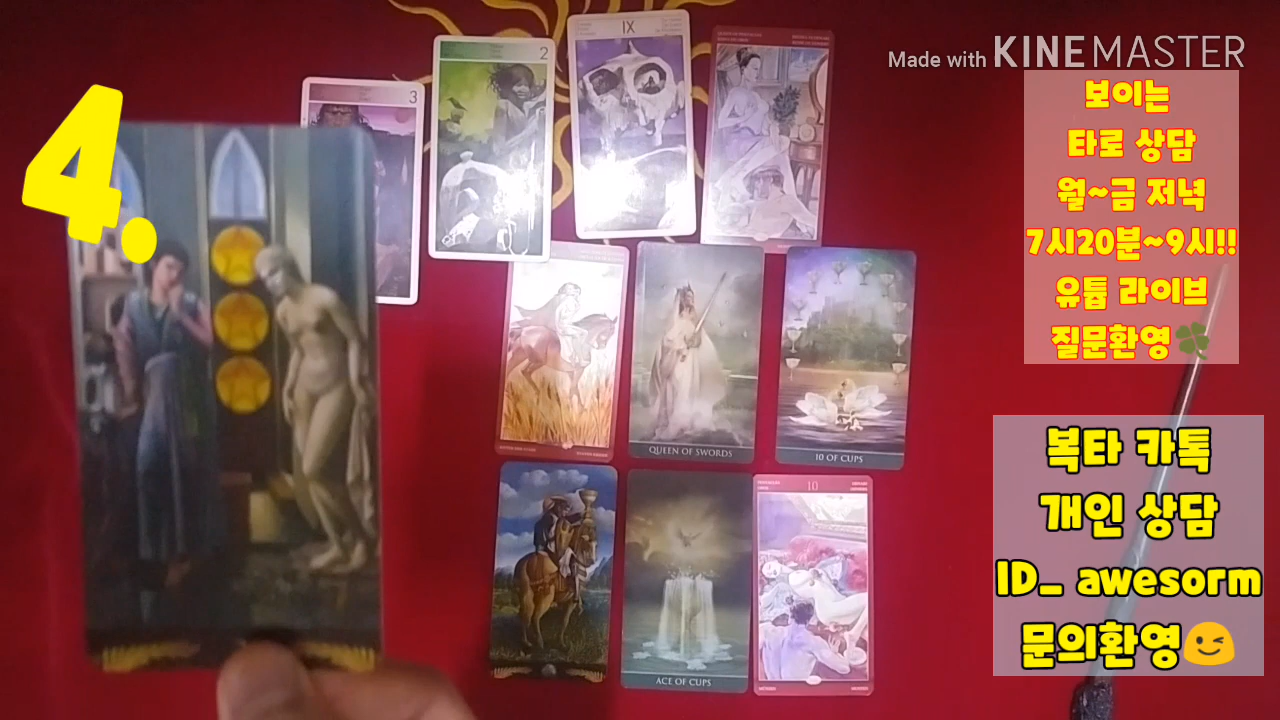 Made with KINEMASTER
4.
보이는
타로 상담
월~금 저녁
7시20분~9시!!
유튭 라이브
질문환영🍀
복타 카톡
개인 상담
ID_ awesorm
문의환영😉
3
2
IX
QUEEN OF SWORDS
10 OF CUPS
ACE OF CUPS
10